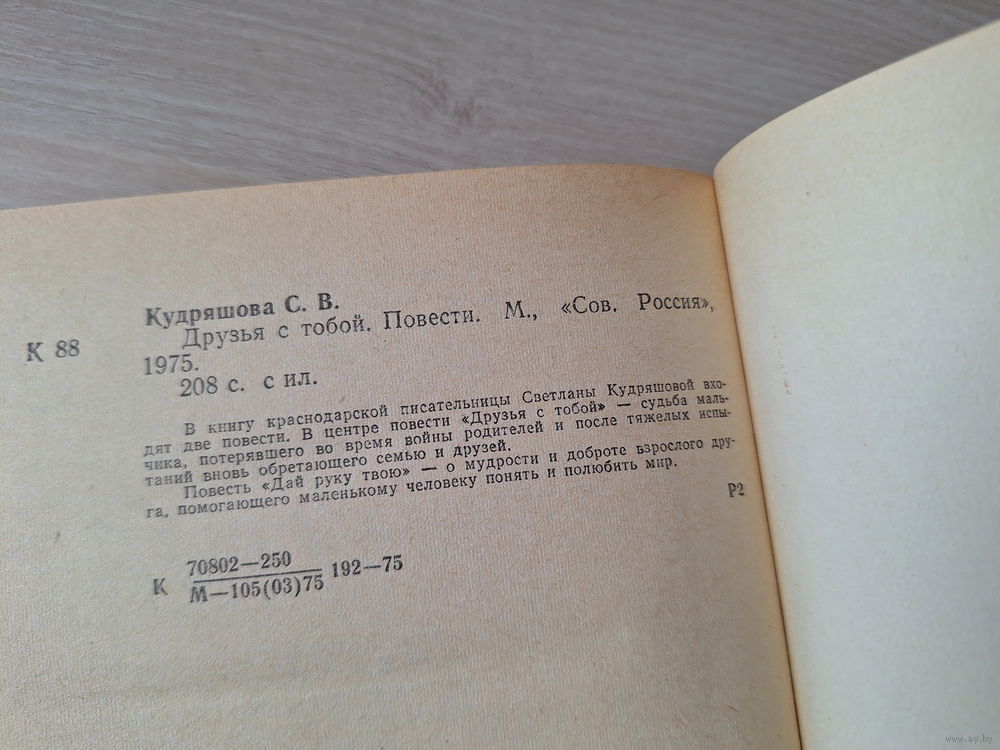 Кудряшова С. В.
К 88 Друзья с тобой. Повести. М., «Сов. Россия»,
1975.
208 с. с ил.
В книгу краснодарской писательницы Светланы Кудряшовой вхо-
дят две повести. В центре повести «Друзья с тобой» — судьба маль-
чика, потерявшего во время войны родителей и после тяжелых испы-
таний вновь обретающего семью и друзей.
Повесть «Дай руку твою» — о мудрости и доброте взрослого дру-
га, помогающего маленькому человеку понять и полюбить мир.
Р2
70802—250
К 192—75
М—105(03)75
www.ay.by